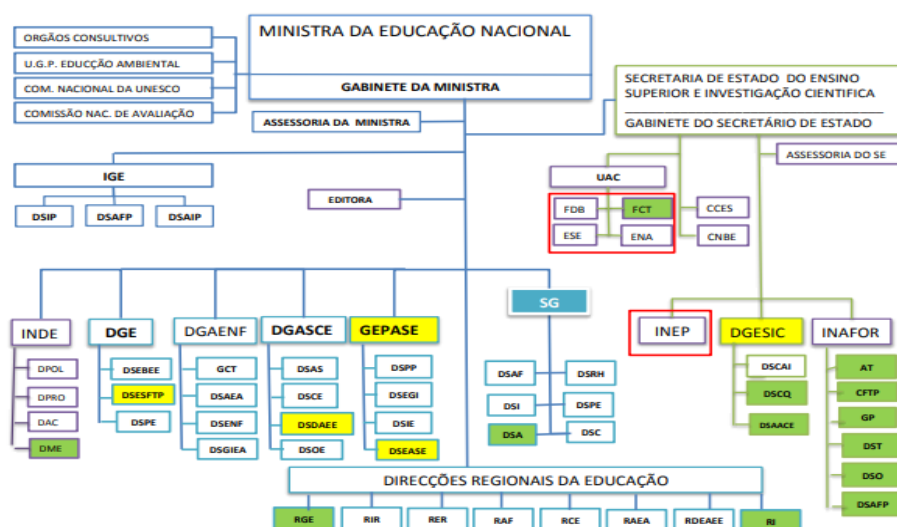 ORGÃOS CONSULTIVOS
U.G.P. EDUCÇÃO AMBIENTAL
COM. NACIONAL DA UNESCO
COMISSÃO NAC. DE AVALIAÇÃO
MINISTRA DA EDUCAÇÃO NACIONAL
GABINETE DA MINISTRA
ASSESSORIA DA MINISTRA
SECRETARIA DE ESTADO DO ENSINO
SUPERIOR E INVESTIGAÇÃO CIENTIFICA
GABINETE DO SECRETÁRIO DE ESTADO
ASSESSORIA DO SE
IGE
DSIP
DSAFP
DSAIP
EDITORA
UAC
FDB
FCT
ESE
ENA
CCES
CNBE
SG
DSAF
DSRH
DSI
DSPE
DSA
DSC
INDE
DPOL
DPRO
DAC
DME
DGE
DSEBEE
DSESFTP
DSPE
DGAENF
GCT
DSAEA
DSENF
DSGIEA
DGASCE
DSAS
DSCE
DSDAEE
DSOE
GEPASE
DSPP
DSEGI
DSIE
DSEASE
INEP
DGESIC
DSCAI
DSCQ
DSAACE
INAFOR
AT
CFTP
GP
DST
DSO
DSAFP
DIRECÇÕES REGIONAIS DA EDUCAÇÃO
RGE
RIR
RER
RAF
RCE
RAEA
RDEAEE
RI